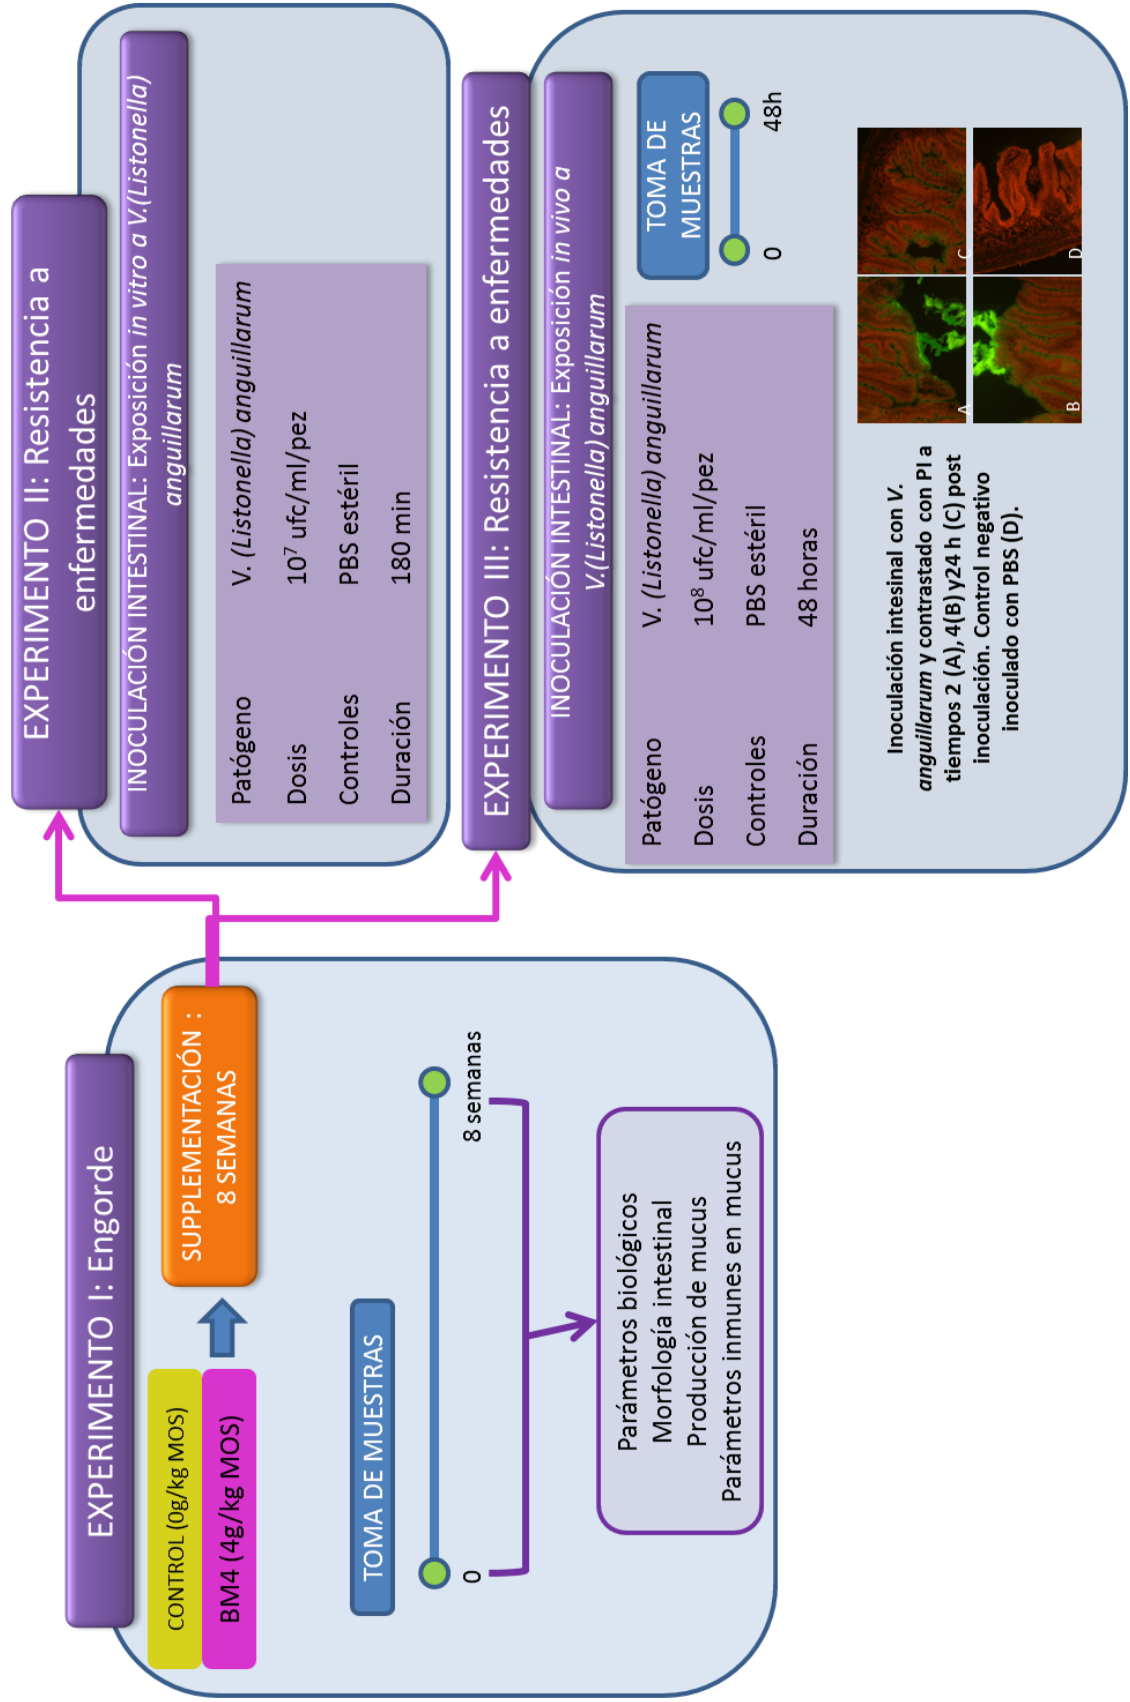 EXPERIMENTO I: Engorde
CONTROL (0g/kg MOS)
BM4 (4g/kg MOS)
SUPPLEMENTACIÓN :
8 SEMANAS
TOMA DE MUESTRAS
0
8 semanas
Parámetros biológicos
Morfología intestinal
Producción de mucus
Parámetros inmunes en mucus
EXPERIMENTO II: Resistencia a
enfermedades
INOCULACIÓN INTESTINAL: Exposición in vitro a V.(Listonella)
anguillarum
Patógeno V. (Listonella) anguillarum
Dosis 10⁷ ufc/ml/pez
Controles PBS estéril
Duración 180 min
EXPERIMENTO III: Resistencia a enfermedades
INOCULACIÓN INTESTINAL: Exposición in vivo a
V.(Listonella) anguillarum
Patógeno V. (Listonella) anguillarum
Dosis 10⁸ ufc/ml/pez
Controles PBS estéril
Duración 48 horas
TOMA DE
MUESTRAS
0
48h
Inoculación intesinal con V.
anguillarum y contrastado con PI a
tiempos 2 (A), 4(B) y24 h (C) post
inoculación. Control negativo
inoculado con PBS (D).
A
C
B
D